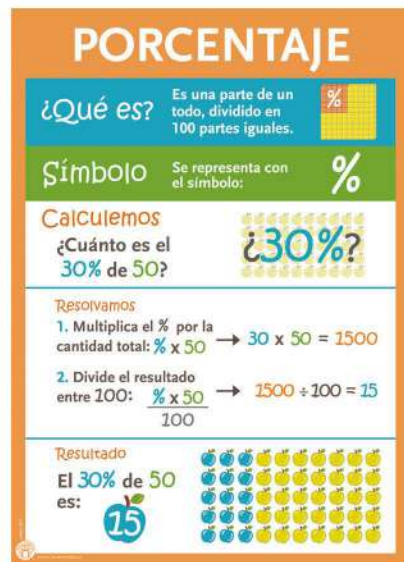 PORCENTAJE
¿Qué es?
Es una parte de un
todo, dividido en
100 partes iguales.
%
Símbolo
Se representa con
el símbolo:
%
Calculemos
¿Cuánto es el
30% de 50?
¿30%?
Resolvamos
1. Multiplica el % por la
cantidad total: % x 50 → 30 x 50 = 1500
2. Divide el resultado
entre 100: % x 50 → 1500 ÷ 100 = 15
100
Resultado
El 30% de 50
es:
15